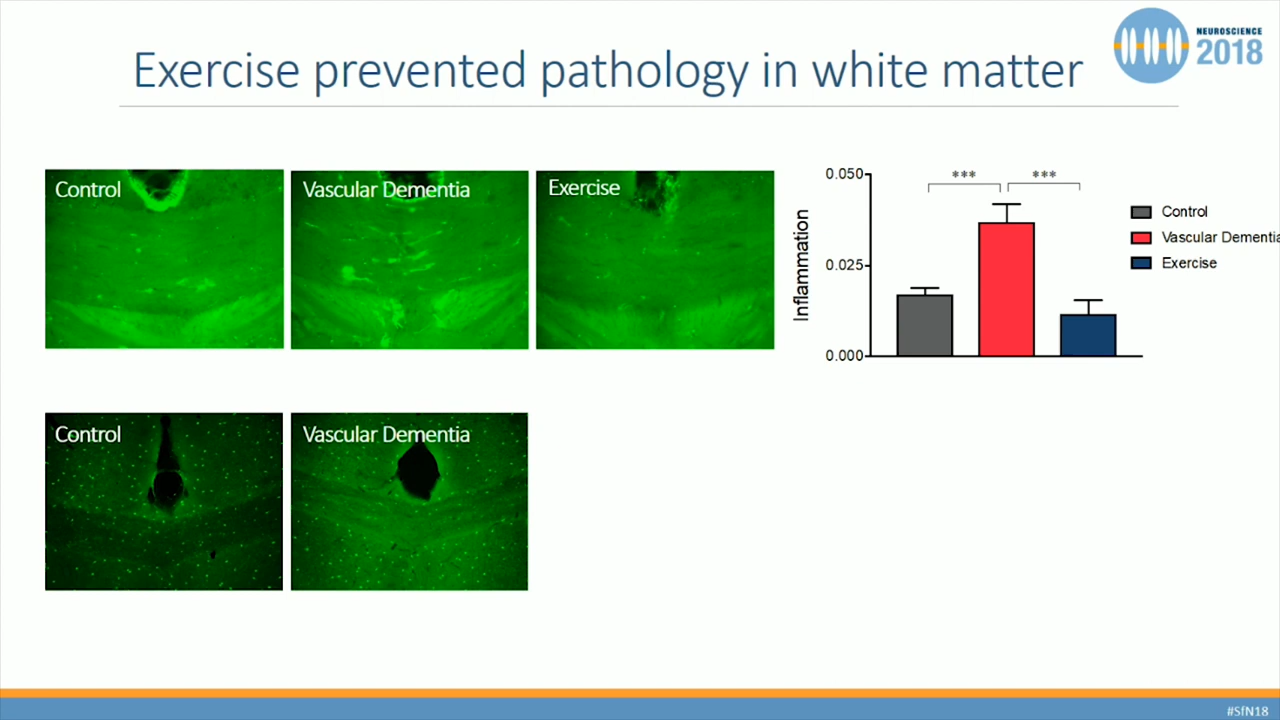 Exercise prevented pathology in white matter
NEUROSCIENCE
2018
Control
Vascular Dementia
Exercise
0.050
0.025
0.000
Inflammation
***
***
Control
Vascular Dementia
Exercise
Control
Vascular Dementia
#SfN18